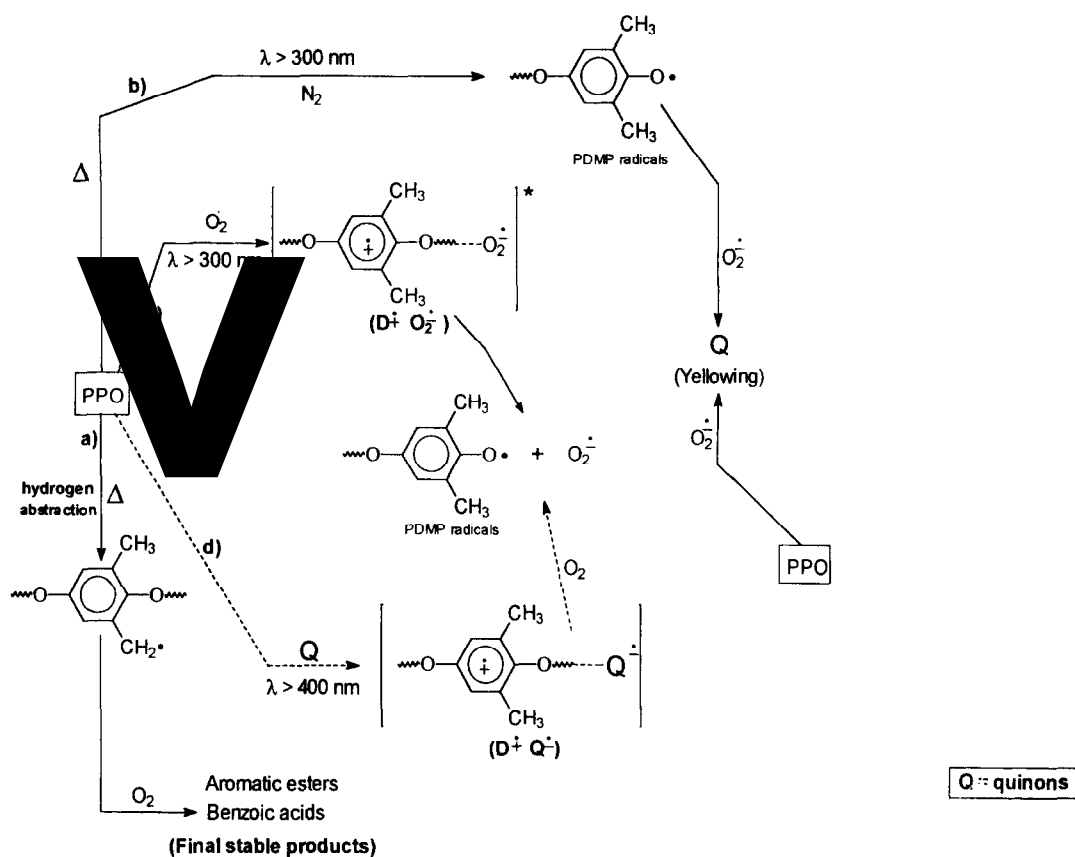 CH3
λ > 300 nm
b)
N2
O
O•
CH3
PDMP radicals
Δ
*
CH3
O2
O
O
O2∸
λ > 300 nm
CH3
(D∔ O2∸)
O2∸
Q
(Yellowing)
V
PPO
CH3
O2∸
a)
O
O• + O2∸
hydrogen
abstraction
Δ
CH3
PDMP radicals
d)
CH3
O2
PPO
O
O
CH2•
CH3
Q
O
O
Q∸
λ > 400 nm
CH3
(D∔ Q∸)
Aromatic esters
O2
Benzoic acids
(Final stable products)
Q = quinons